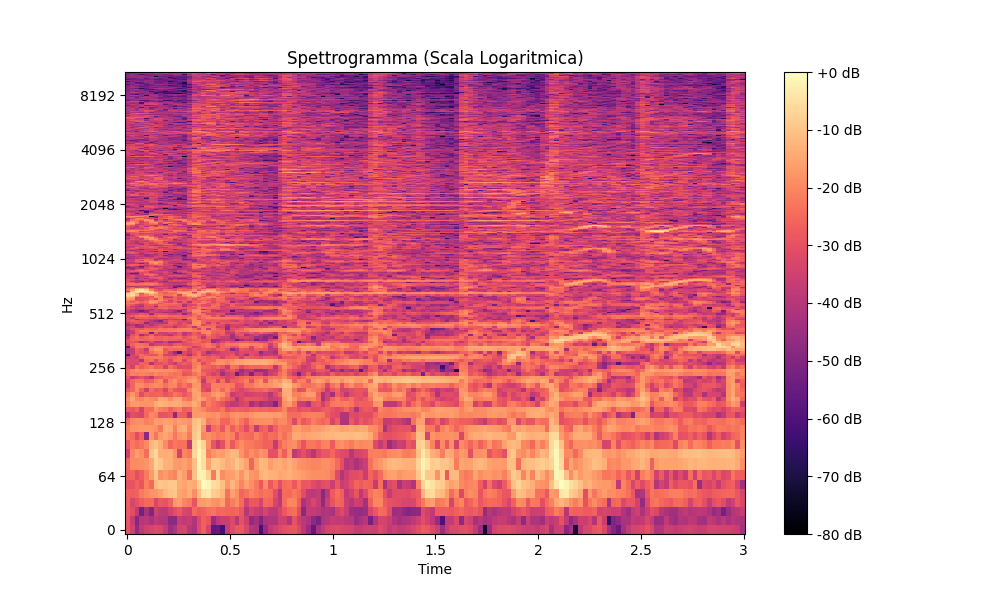 Spettrogramma (Scala Logaritmica)
8192
4096
2048
1024
512
256
128
64
0
Hz
0
0.5
1
1.5
2
2.5
3
Time
+0 dB
-10 dB
-20 dB
-30 dB
-40 dB
-50 dB
-60 dB
-70 dB
-80 dB